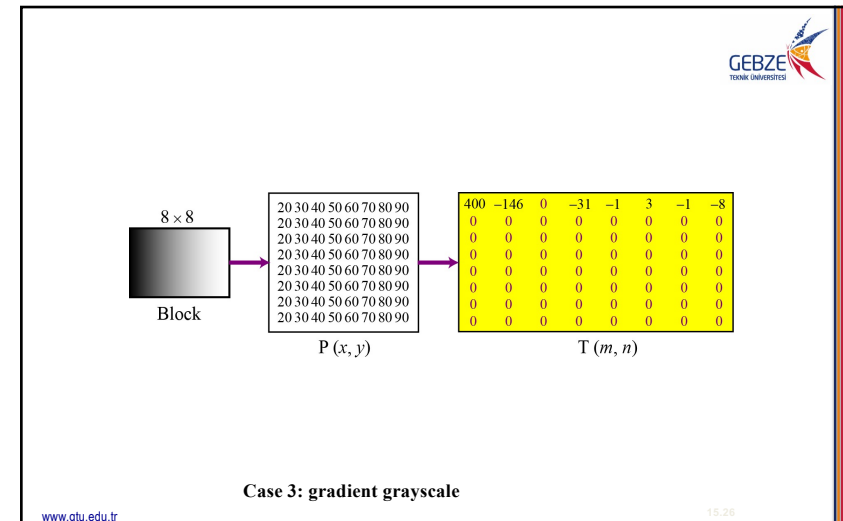 GEBZE
TEKNİK ÜNİVERSİTESİ
8 × 8
Block
20 30 40 50 60 70 80 90
20 30 40 50 60 70 80 90
20 30 40 50 60 70 80 90
20 30 40 50 60 70 80 90
20 30 40 50 60 70 80 90
20 30 40 50 60 70 80 90
20 30 40 50 60 70 80 90
20 30 40 50 60 70 80 90
P (x, y)
400 −146 0 −31 −1 3 −1 −8
0 0 0 0 0 0 0 0
0 0 0 0 0 0 0 0
0 0 0 0 0 0 0 0
0 0 0 0 0 0 0 0
0 0 0 0 0 0 0 0
0 0 0 0 0 0 0 0
0 0 0 0 0 0 0 0
T (m, n)
Case 3: gradient grayscale
www.gtu.edu.tr
15.26